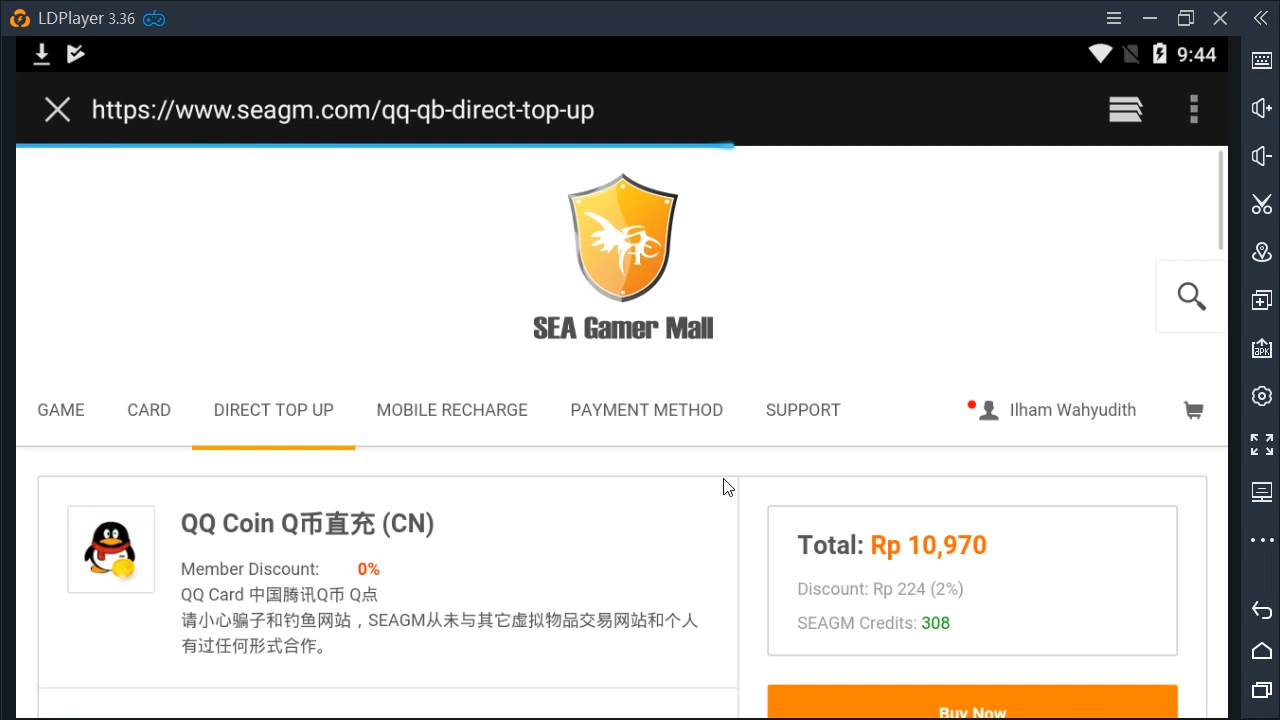 LDPlayer 3.36
9:44
https://www.seagm.com/qq-qb-direct-top-up
SEA Gamer Mall
GAME CARD DIRECT TOP UP MOBILE RECHARGE PAYMENT METHOD SUPPORT Ilham Wahyudith
QQ Coin Q币直充 (CN)
Member Discount: 0%
QQ Card 中国腾讯Q币 Q点
请小心骗子和钓鱼网站，SEAGM从未与其它虚拟物品交易网站和个人
有过任何形式合作。
Total: Rp 10,970
Discount: Rp 224 (2%)
SEAGM Credits: 308
Buy Now
APK